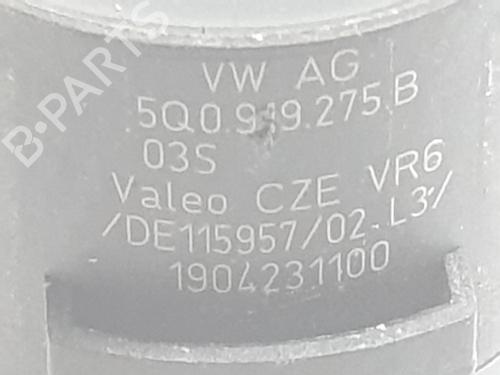 B-PARTS
VW AG
5Q0.919.275.B
03S
Valeo CZE VR6
/DE115957/02-L3/
1904231100